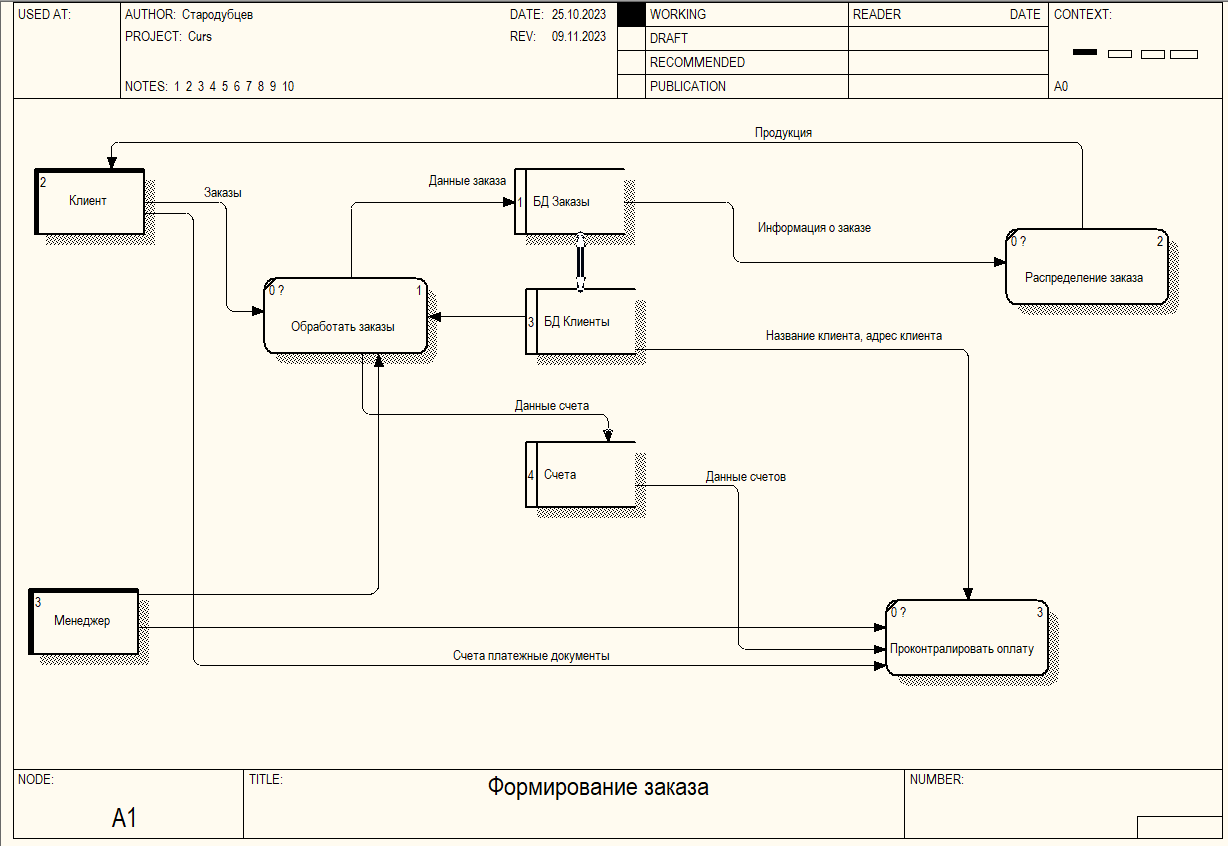 USED AT:
AUTHOR: Стародубцев
DATE: 25.10.2023
WORKING
READER
DATE
CONTEXT:
PROJECT: Curs
REV: 09.11.2023
DRAFT
RECOMMENDED
NOTES: 1 2 3 4 5 6 7 8 9 10
PUBLICATION
A0
Продукция
2
Клиент
Заказы
Данные заказа
1
БД Заказы
Информация о заказе
0 ?
2
Распределение заказа
0 ?
1
Обработать заказы
3
БД Клиенты
Название клиента, адрес клиента
Данные счета
4
Счета
Данные счетов
3
Менеджер
0 ?
3
Проконтралировать оплату
Счета платежные документы
NODE:
A1
TITLE:
Формирование заказа
NUMBER: